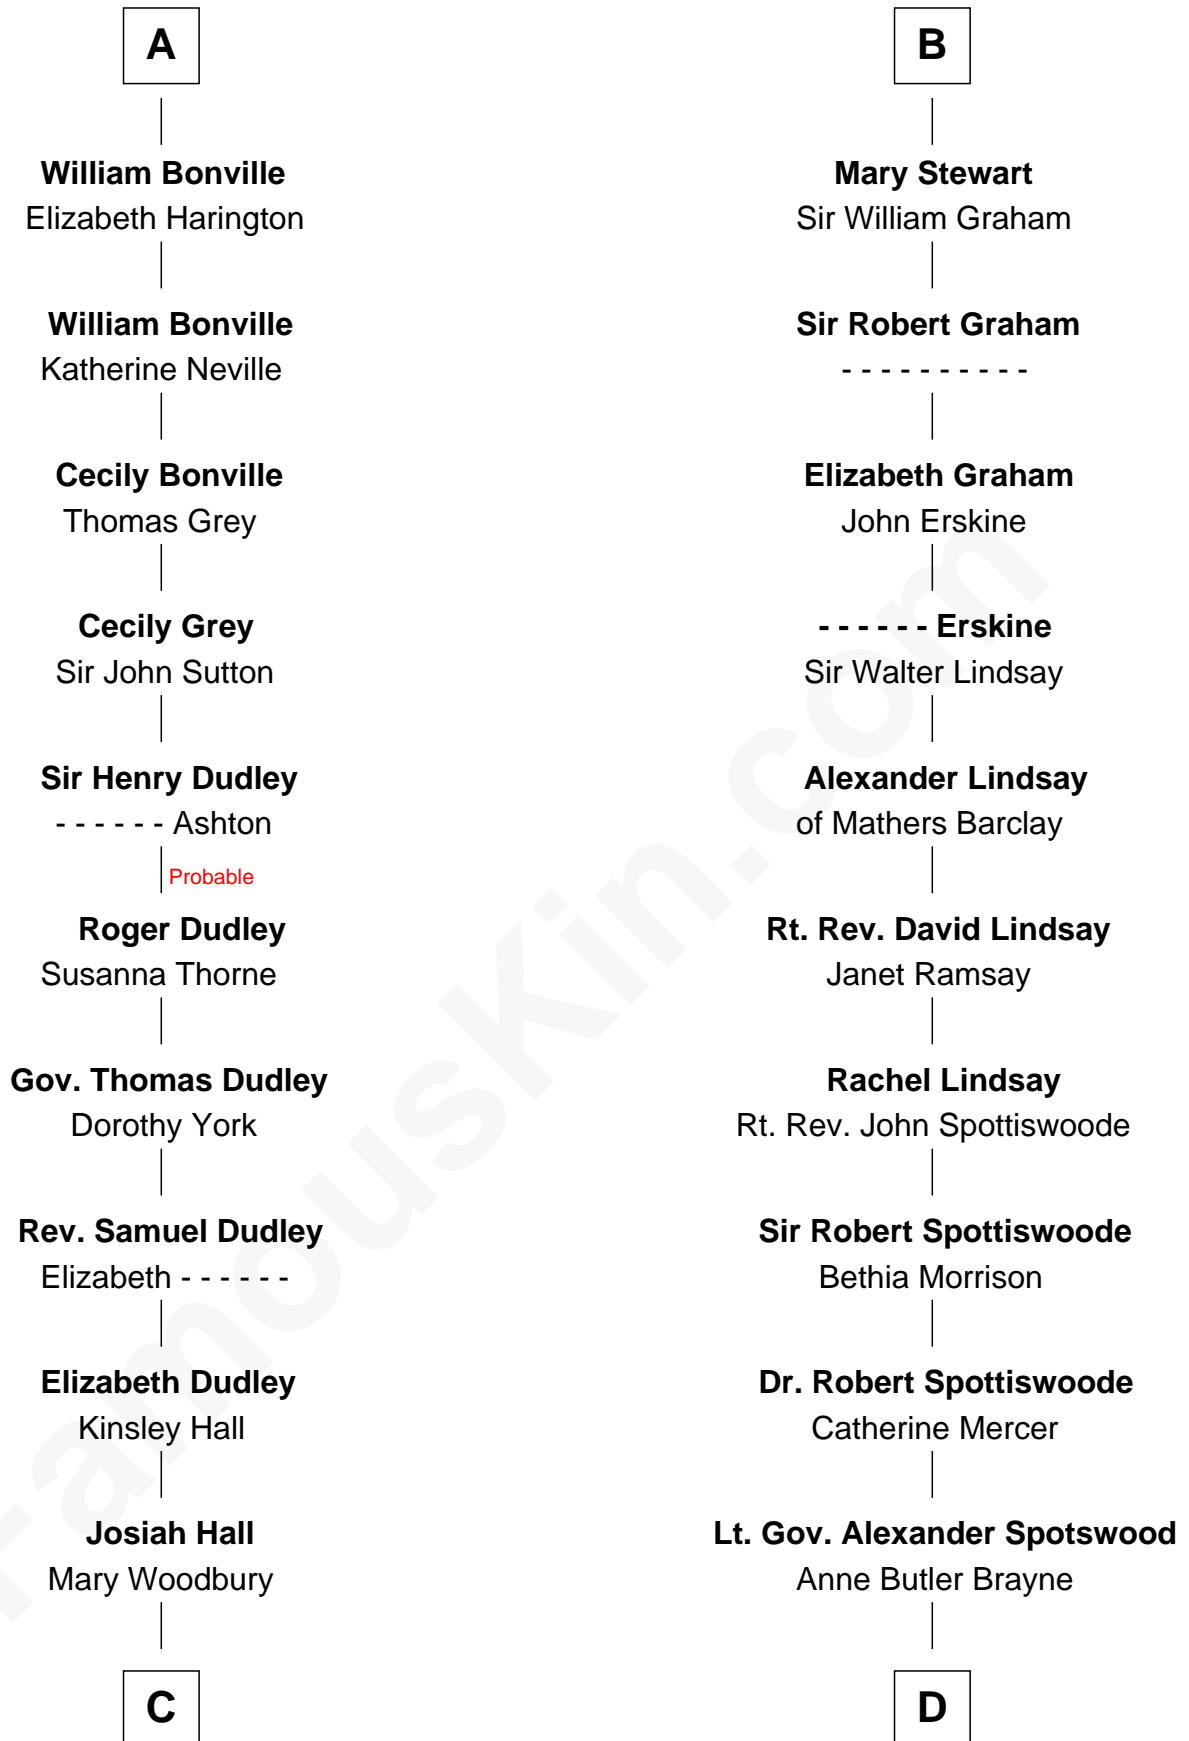 A
William Bonville
Elizabeth Harington
William Bonville
Katherine Neville
Cecily Bonville
Thomas Grey
Cecily Grey
Sir John Sutton
Sir Henry Dudley
- - - - - - Ashton
Probable
Roger Dudley
Susanna Thorne
Gov. Thomas Dudley
Dorothy York
Rev. Samuel Dudley
Elizabeth - - - - - -
Elizabeth Dudley
Kinsley Hall
Josiah Hall
Mary Woodbury
C
B
Mary Stewart
Sir William Graham
Sir Robert Graham
- - - - - - - - - -
Elizabeth Graham
John Erskine
- - - - - - Erskine
Sir Walter Lindsay
Alexander Lindsay
of Mathers Barclay
Rt. Rev. David Lindsay
Janet Ramsay
Rachel Lindsay
Rt. Rev. John Spottiswoode
Sir Robert Spottiswoode
Bethia Morrison
Dr. Robert Spottiswoode
Catherine Mercer
Lt. Gov. Alexander Spotswood
Anne Butler Brayne
D
FamousKin.com